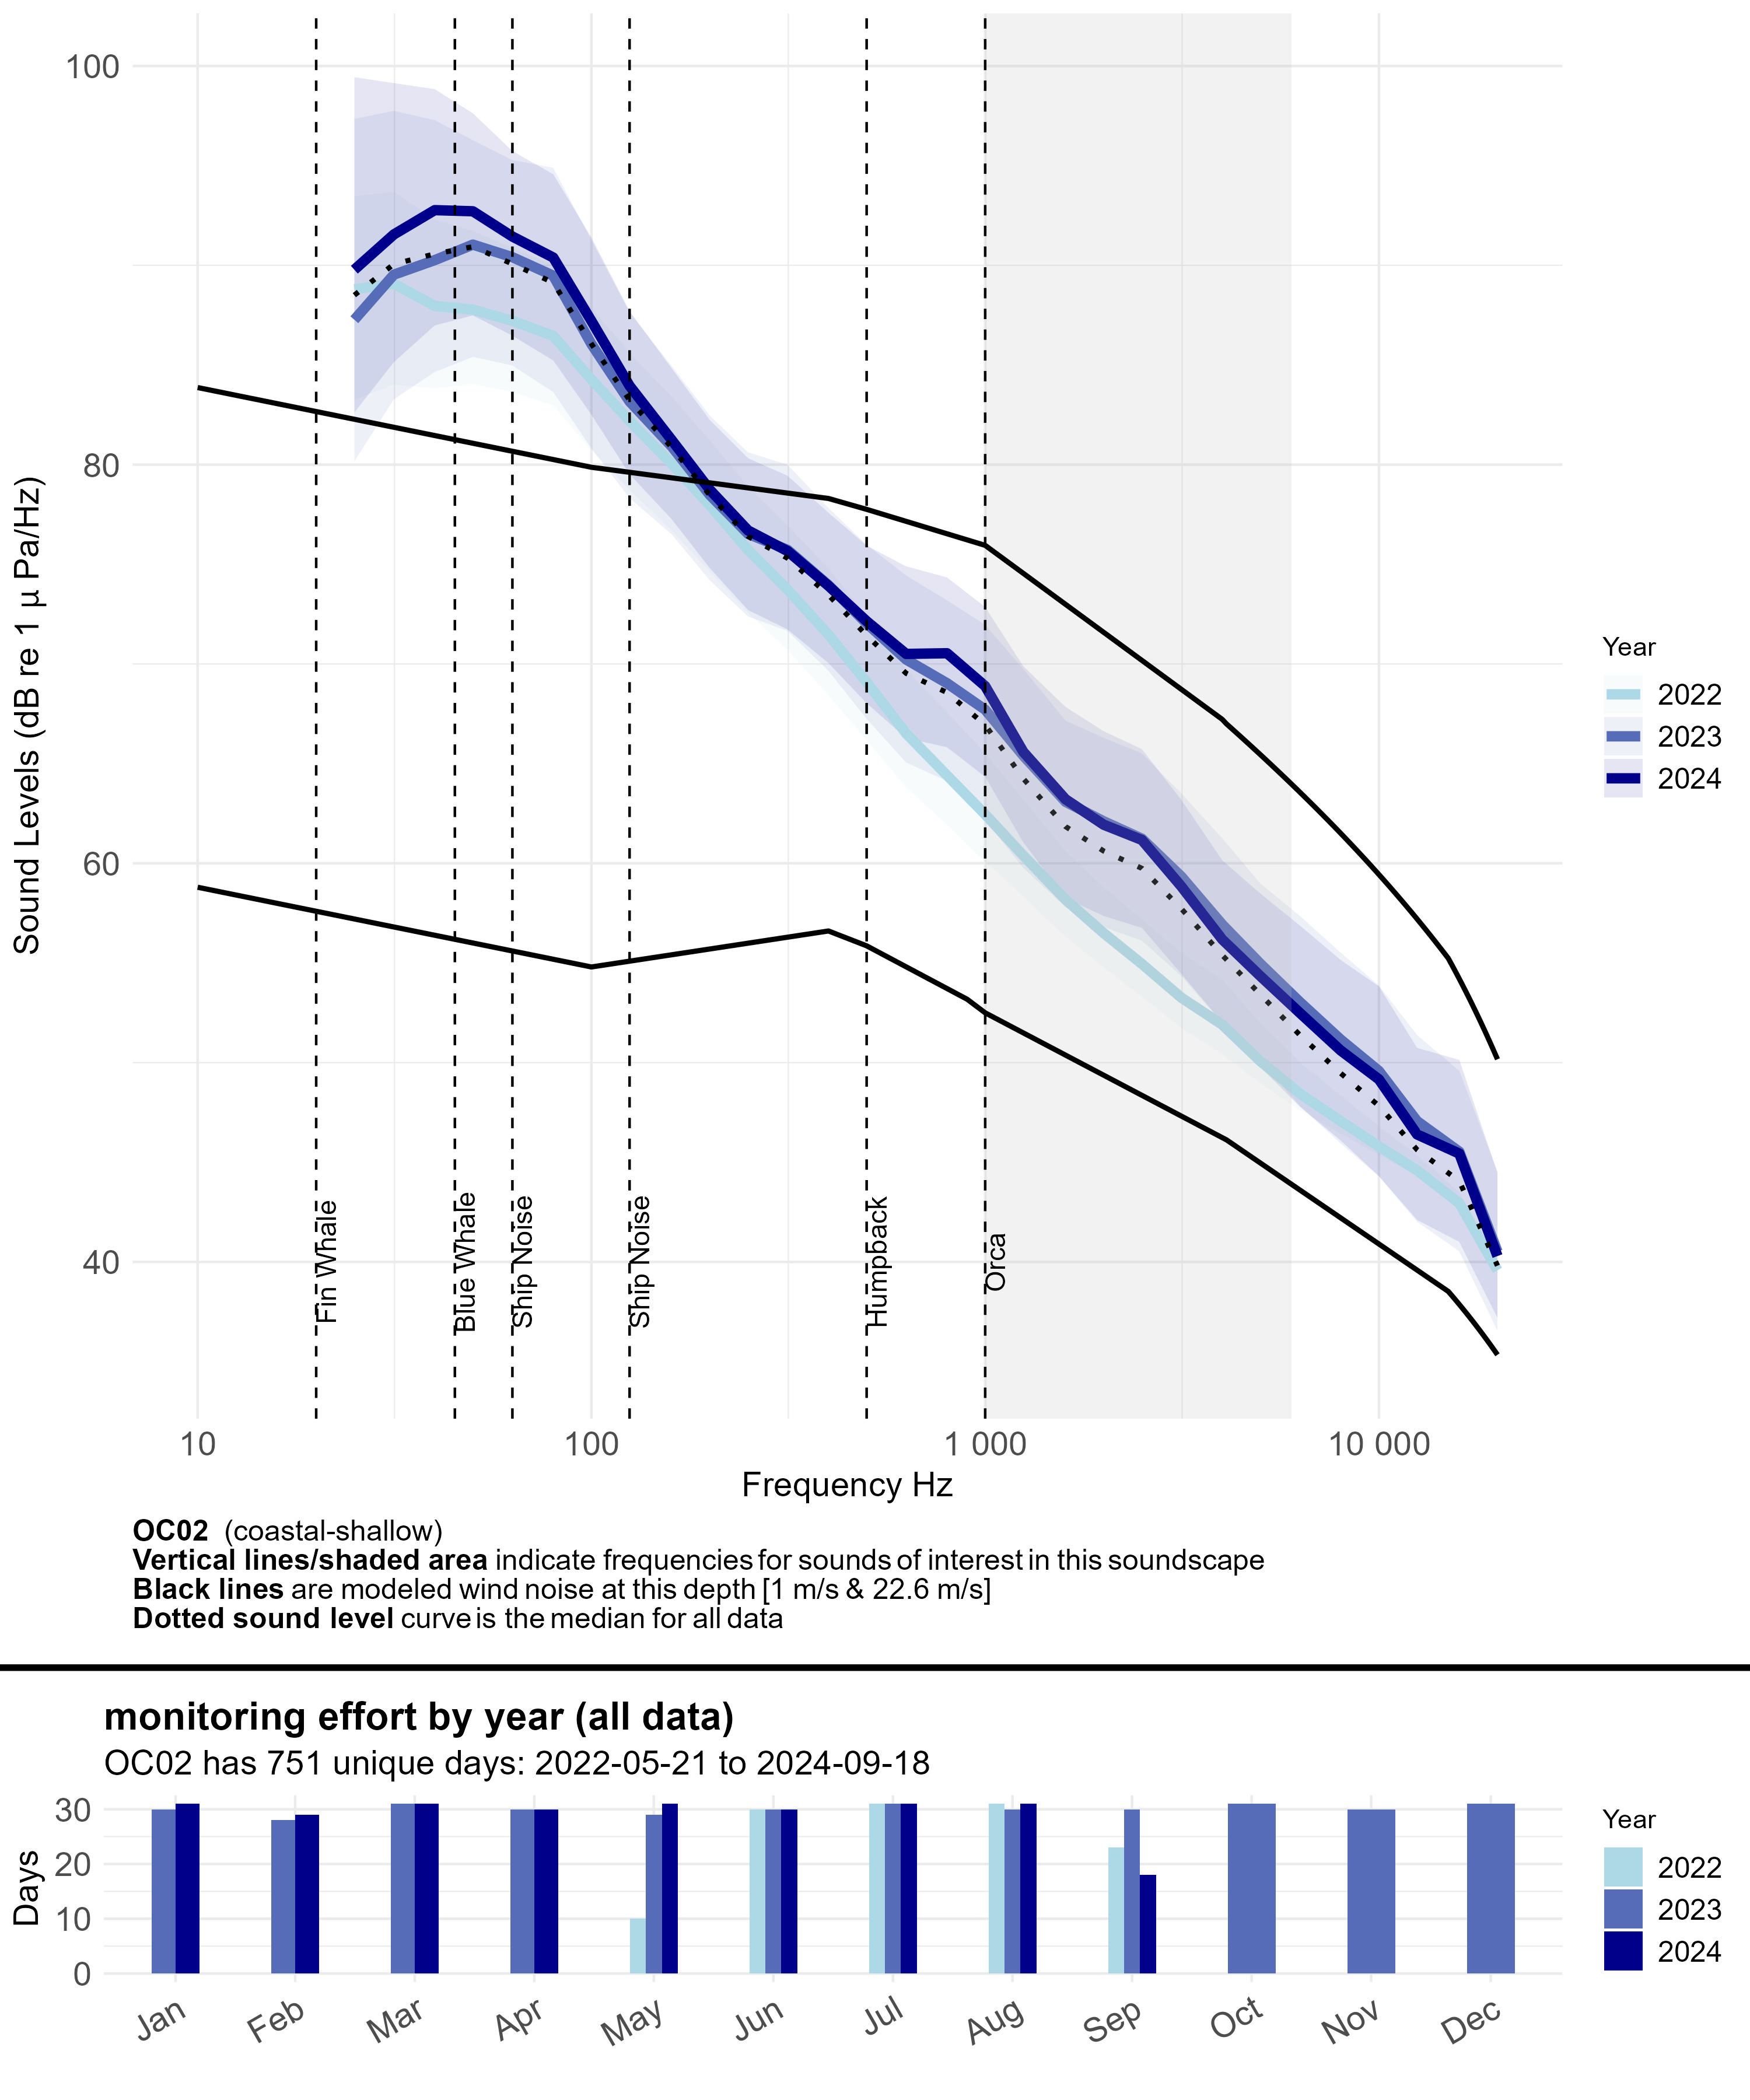 100
80
60
40
Sound Levels (dB re 1 µ Pa/Hz)
Fin Whale
Blue Whale
Ship Noise
Ship Noise
Humpback
Orca
10
100
1 000
10 000
Frequency Hz
Year
2022
2023
2024
OC02 (coastal-shallow)
Vertical lines/shaded area indicate frequencies for sounds of interest in this soundscape
Black lines are modeled wind noise at this depth [1 m/s & 22.6 m/s]
Dotted sound level curve is the median for all data
monitoring effort by year (all data)
OC02 has 751 unique days: 2022-05-21 to 2024-09-18
30
20
10
0
Days
Jan
Feb
Mar
Apr
May
Jun
Jul
Aug
Sep
Oct
Nov
Dec
Year
2022
2023
2024